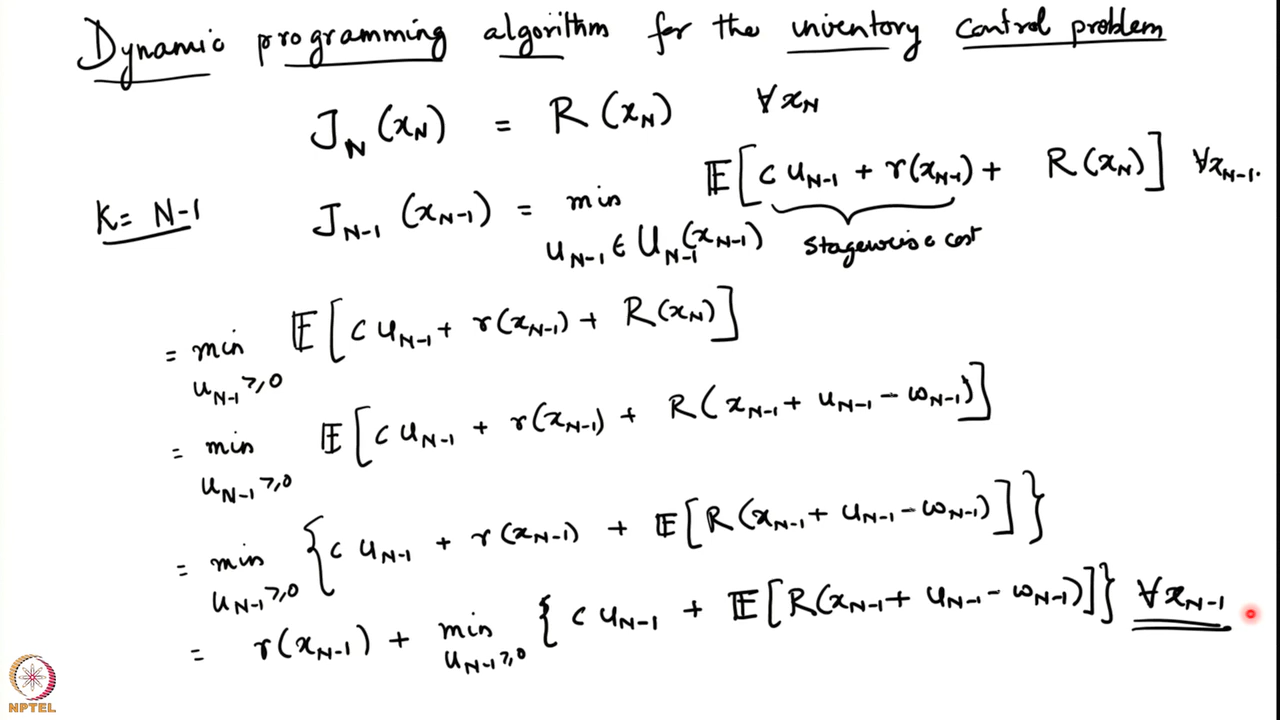 Dynamic programming algorithm for the inventory control problem
J_N (x_N) = R (x_N) ∀ x_N
K = N-1 J_{N-1} (x_{N-1}) = min_{u_{N-1} ∈ U_{N-1}(x_{N-1})} 𝔼[c u_{N-1} + r(x_{N-1}) + R(x_N)] ∀x_{N-1}.
Stagewise cost
= min_{u_{N-1} ≥ 0} 𝔼[c u_{N-1} + r(x_{N-1}) + R(x_N)]
= min_{u_{N-1} ≥ 0} 𝔼[c u_{N-1} + r(x_{N-1}) + R(x_{N-1} + u_{N-1} - ω_{N-1})]
= min_{u_{N-1} ≥ 0} {c u_{N-1} + r(x_{N-1}) + 𝔼[R(x_{N-1} + u_{N-1} - ω_{N-1})]}
= r(x_{N-1}) + min_{u_{N-1} ≥ 0} {c u_{N-1} + 𝔼[R(x_{N-1} + u_{N-1} - ω_{N-1})]} ∀x_{N-1}
NPTEL